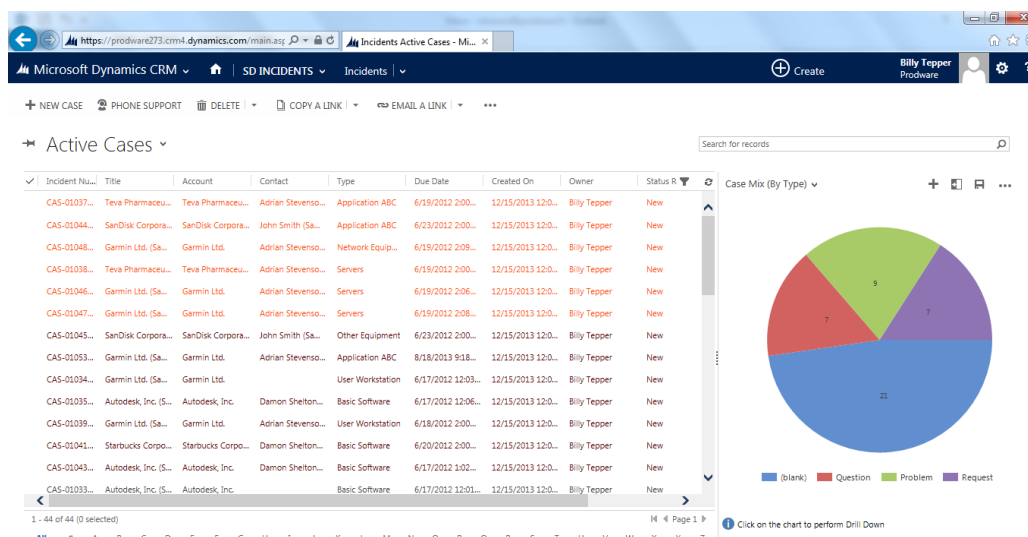 https://prodware273.crm4.dynamics.com/main.asp
Incidents Active Cases - Mi...
Microsoft Dynamics CRM SD INCIDENTS Incidents Create Billy Tepper
Prodware
NEW CASE PHONE SUPPORT DELETE COPY A LINK EMAIL A LINK
Active Cases
Search for records
Incident Nu... Title Account Contact Type Due Date Created On Owner Status R
CAS-01037... Teva Pharmaceu... Teva Pharmaceu... Adrian Stevenso... Application ABC 6/19/2012 2:00... 12/15/2013 12:0... Billy Tepper New
CAS-01044... SanDisk Corpora... SanDisk Corpora... John Smith (Sa... Application ABC 6/23/2012 2:00... 12/15/2013 12:0... Billy Tepper New
CAS-01048... Garmin Ltd. (Sa... Garmin Ltd. Adrian Stevenso... Network Equip... 6/19/2012 2:09... 12/15/2013 12:0... Billy Tepper New
CAS-01038... Teva Pharmaceu... Teva Pharmaceu... Adrian Stevenso... Servers 6/19/2012 2:00... 12/15/2013 12:0... Billy Tepper New
CAS-01046... Garmin Ltd. (Sa... Garmin Ltd. Adrian Stevenso... Servers 6/19/2012 2:06... 12/15/2013 12:0... Billy Tepper New
CAS-01047... Garmin Ltd. (Sa... Garmin Ltd. Adrian Stevenso... Servers 6/19/2012 2:08... 12/15/2013 12:0... Billy Tepper New
CAS-01045... SanDisk Corpora... SanDisk Corpora... John Smith (Sa... Other Equipment 6/23/2012 2:00... 12/15/2013 12:0... Billy Tepper New
CAS-01053... Garmin Ltd. (Sa... Garmin Ltd. Adrian Stevenso... Application ABC 8/18/2013 9:18... 12/15/2013 12:0... Billy Tepper New
CAS-01034... Garmin Ltd. (Sa... Garmin Ltd. User Workstation 6/17/2012 12:03... 12/15/2013 12:0... Billy Tepper New
CAS-01035... Autodesk, Inc. (S... Autodesk, Inc. Damon Shelton... Basic Software 6/17/2012 12:06... 12/15/2013 12:0... Billy Tepper New
CAS-01039... Garmin Ltd. (Sa... Garmin Ltd. Adrian Stevenso... User Workstation 6/18/2012 2:00... 12/15/2013 12:0... Billy Tepper New
CAS-01041... Starbucks Corpo... Starbucks Corpo... Damon Shelton... Basic Software 6/20/2012 2:00... 12/15/2013 12:0... Billy Tepper New
CAS-01043... Autodesk, Inc. (S... Autodesk, Inc. Damon Shelton... Basic Software 6/17/2012 1:02... 12/15/2013 12:0... Billy Tepper New
CAS-01033... Autodesk, Inc. (S... Autodesk, Inc. Basic Software 6/17/2012 12:01... 12/15/2013 12:0... Billy Tepper New
1 - 44 of 44 (0 selected) Page 1
Case Mix (By Type)
9
7
7
21
(blank) Question Problem Request
Click on the chart to perform Drill Down